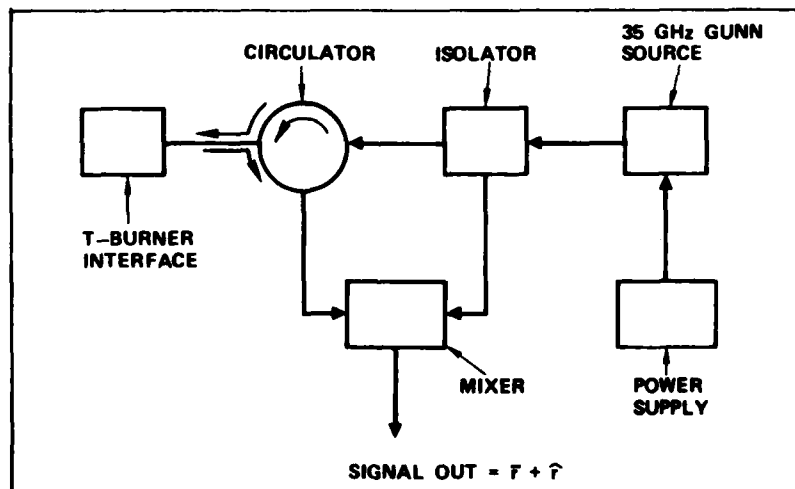 35 GHz GUNN
SOURCE
CIRCULATOR
ISOLATOR
T–BURNER
INTERFACE
MIXER
POWER
SUPPLY
SIGNAL OUT = r̄ + r̂